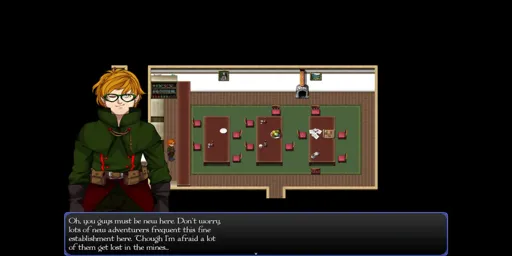 Oh, you guys must be new here. Don't worry,
lots of new adventurers frequent this fine
establishment here. Though I'm afraid a lot
of them get lost in the mines...